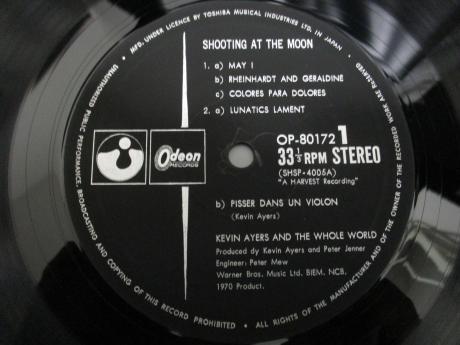 MFG. UNDER LICENCE BY TOSHIBA MUSICAL INDUSTRIES LTD. IN JAPAN.
UNAUTHORIZED PUBLIC PERFORMANCE, BROADCASTING AND COPYING OF THIS RECORD PROHIBITED • ALL RIGHTS OF THE MANUFACTURER AND OF THE OWNER OF THE RECORDED WORK ARE RESERVED
SHOOTING AT THE MOON
1. a) MAY I
b) RHEINHARDT AND GERALDINE
c) COLORES PARA DOLORES
2. a) LUNATICS LAMENT
OP-80172 1
33 1/3 RPM STEREO
(SHSP-4005A)
"A HARVEST Recording"
Odeon
RECORDS
b) PISSER DANS UN VIOLON
(Kevin Ayers)
KEVIN AYERS AND THE WHOLE WORLD
Produced by Kevin Ayers and Peter Jenner
Engineer: Peter Mew
Warner Bros. Music Ltd. BIEM, NCB.
1970 Product.